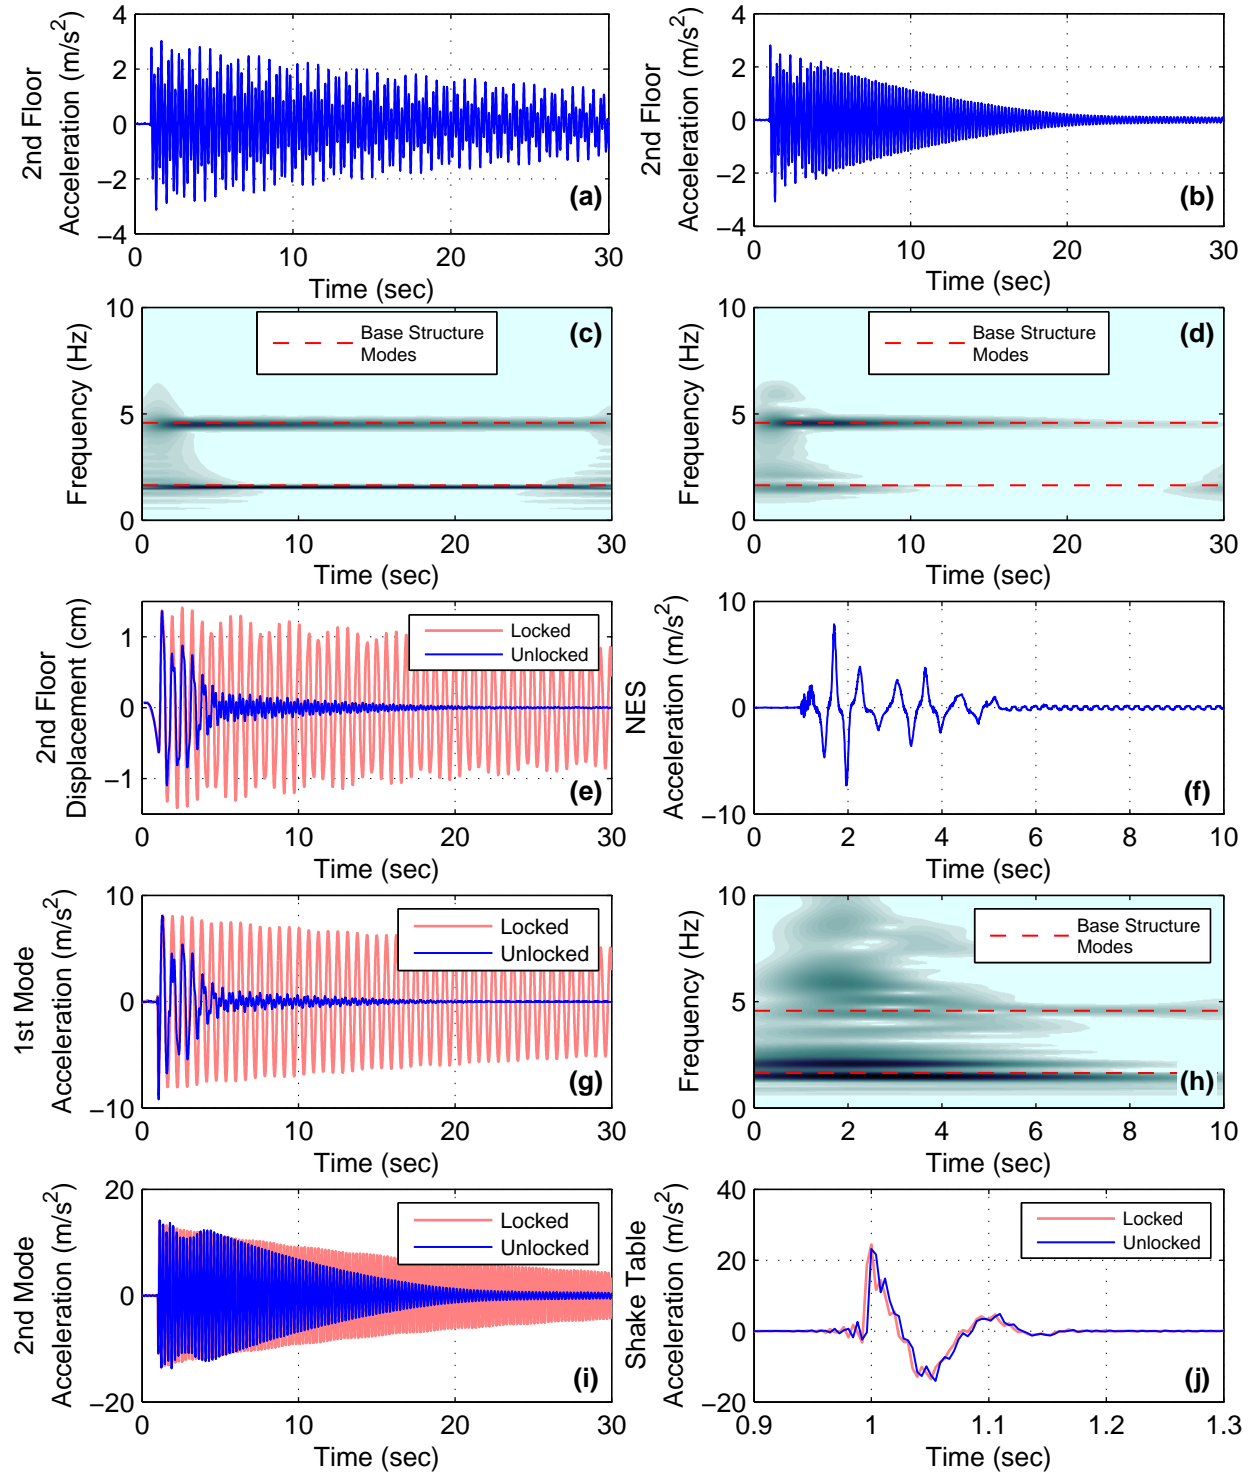 4
2
0
−2
−4
10
20
30
2nd Floor
Acceleration (m/s²)
Time (sec)
(a)
4
2
0
−2
−4
0
10
20
30
2nd Floor
Acceleration (m/s²)
Time (sec)
(b)
10
5
0
0
10
20
30
Frequency (Hz)
Time (sec)
Base Structure
Modes
(c)
10
5
0
0
10
20
30
Frequency (Hz)
Time (sec)
Base Structure
Modes
(d)
1
0
−1
0
10
20
30
2nd Floor
Displacement (cm)
Time (sec)
Locked
Unlocked
(e)
10
0
−10
0
2
4
6
8
10
NES
Acceleration (m/s²)
Time (sec)
(f)
10
0
−10
0
10
20
30
1st Mode
Acceleration (m/s²)
Time (sec)
Locked
Unlocked
(g)
10
5
0
0
2
4
6
8
10
Frequency (Hz)
Time (sec)
Base Structure
Modes
(h)
20
0
−20
0
10
20
30
2nd Mode
Acceleration (m/s²)
Time (sec)
Locked
Unlocked
(i)
40
20
0
−20
0.9
1
1.1
1.2
1.3
Shake Table
Acceleration (m/s²)
Time (sec)
Locked
Unlocked
(j)